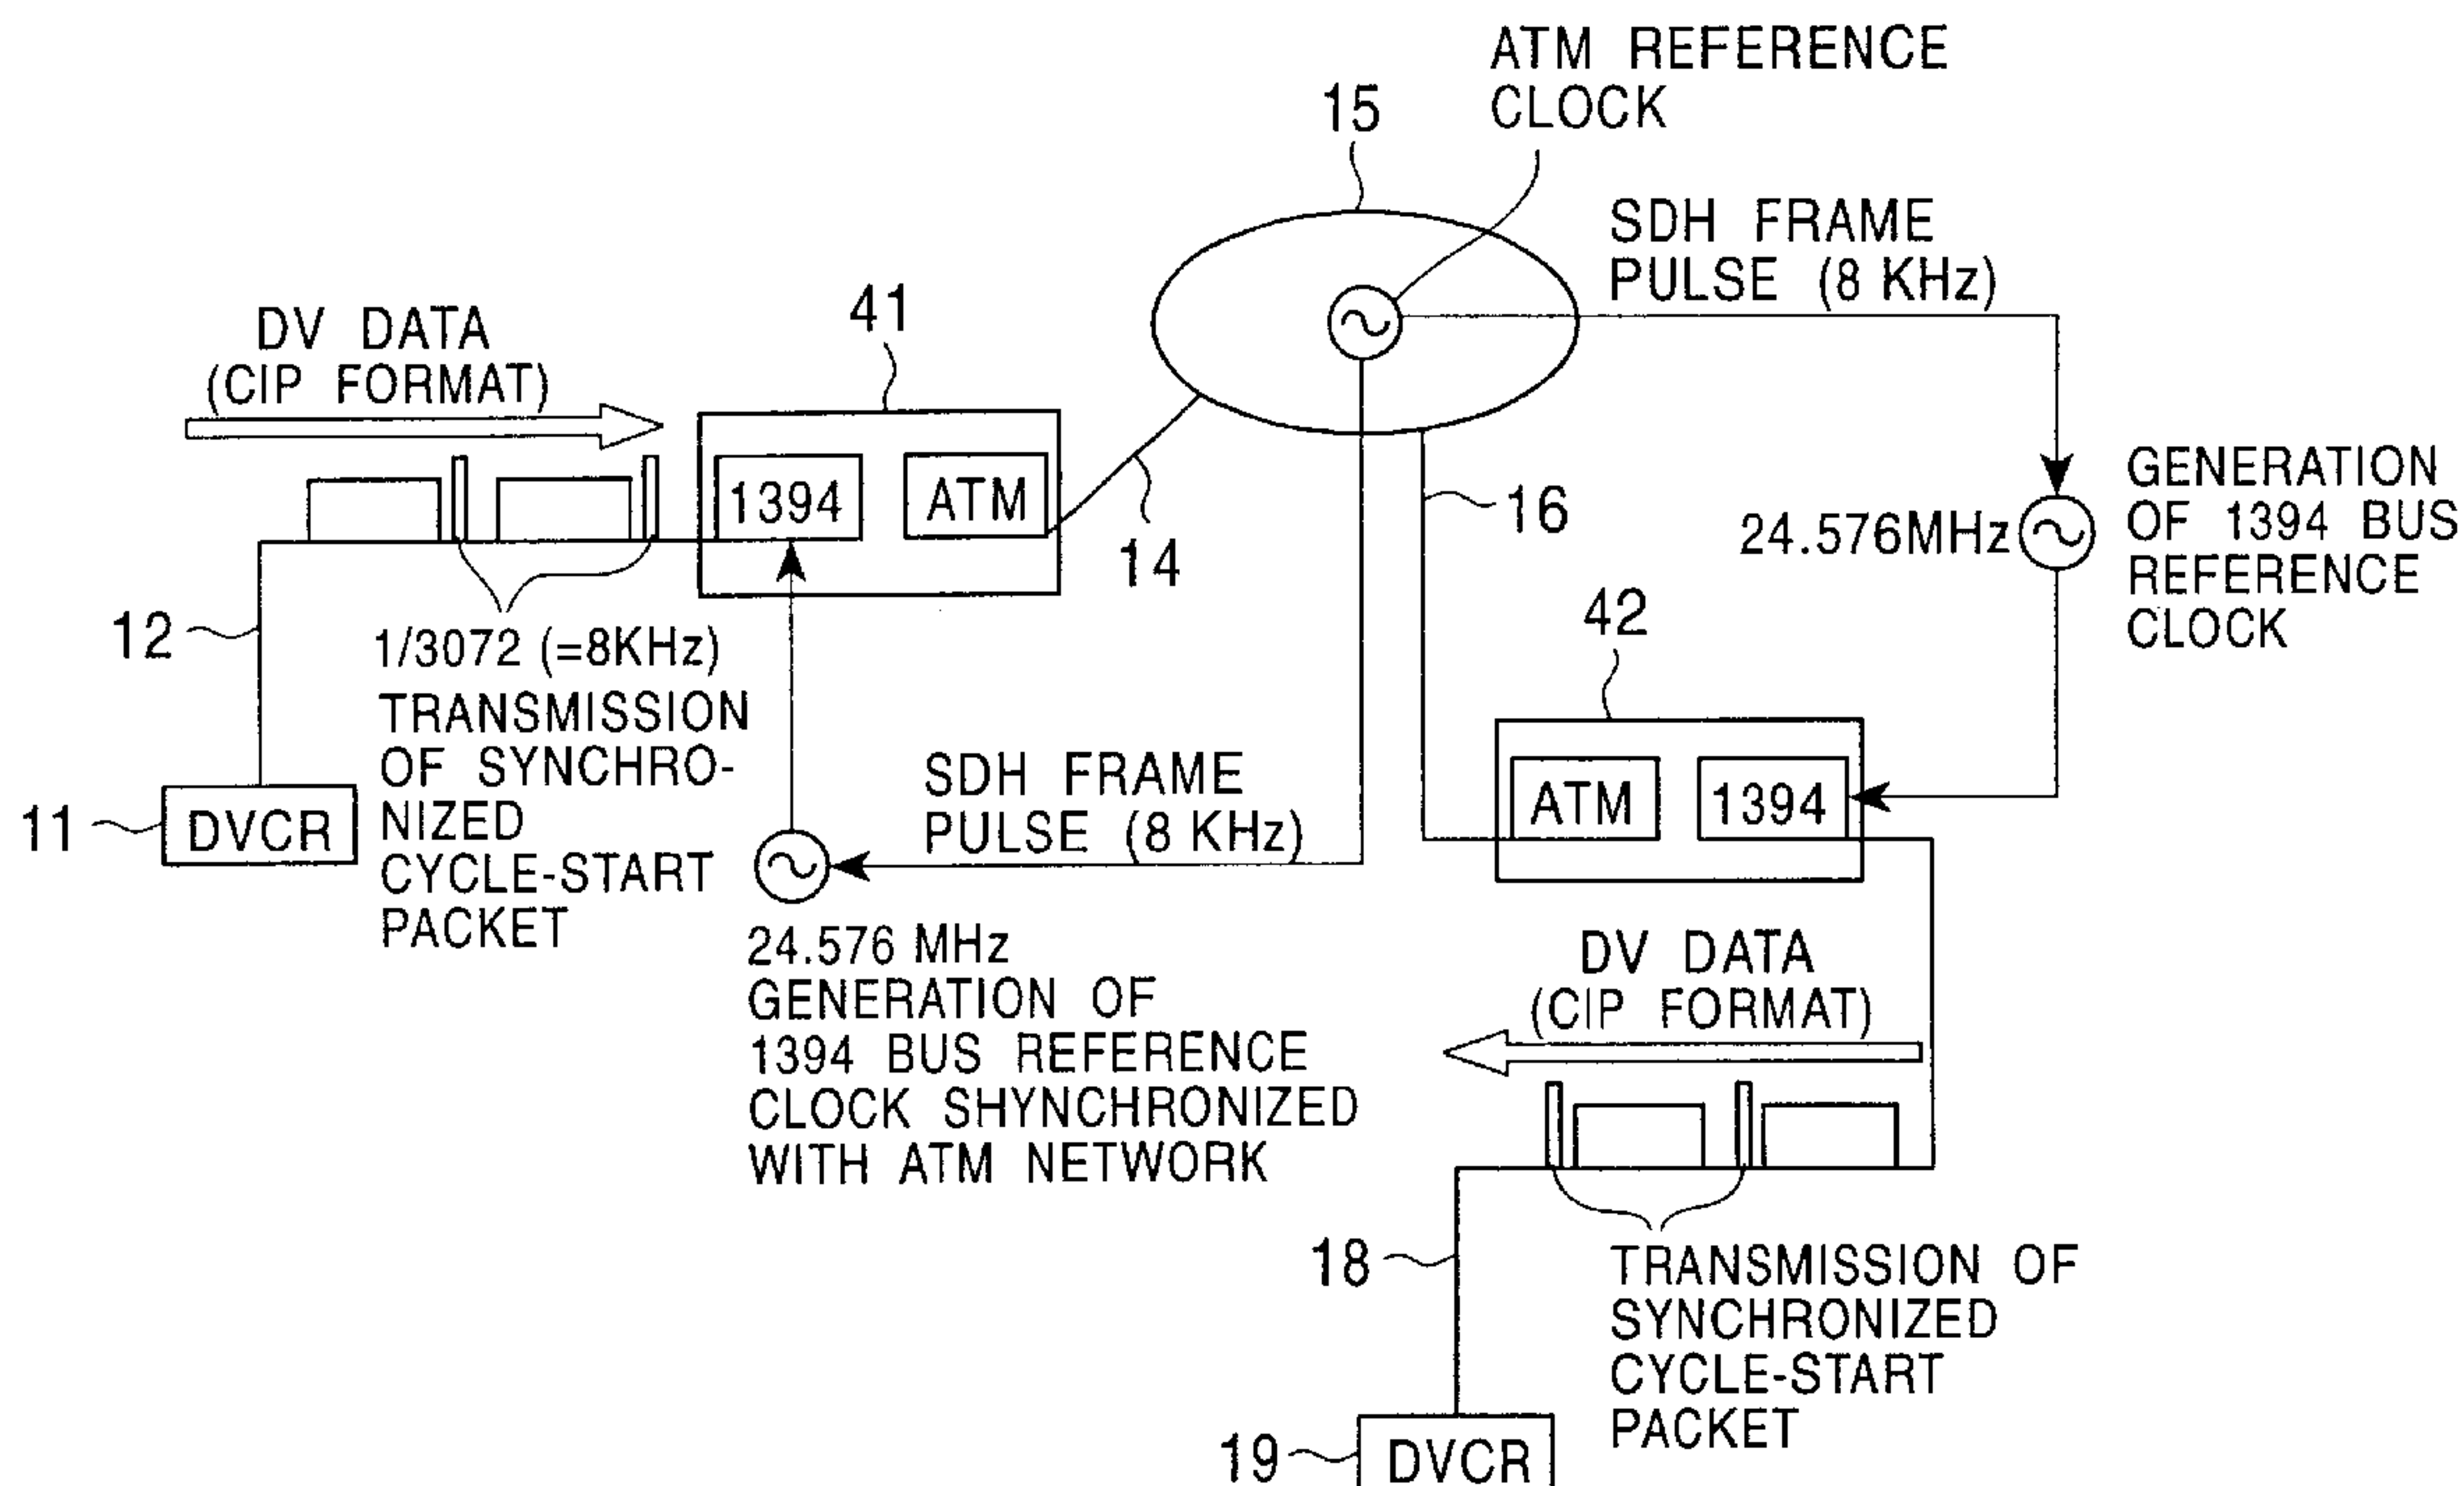 ATM REFERENCE
CLOCK
15
SDH FRAME
PULSE (8 KHz)
41
DV DATA
(CIP FORMAT)
1394
ATM
14
16
24.576MHz
GENERATION
OF 1394 BUS
REFERENCE
CLOCK
12
1/3072 (=8KHz)
TRANSMISSION
OF SYNCHRO-
NIZED
CYCLE-START
PACKET
42
11
DVCR
SDH FRAME
PULSE (8 KHz)
ATM
1394
24.576 MHz
GENERATION OF
1394 BUS REFERENCE
CLOCK SHYNCHRONIZED
WITH ATM NETWORK
DV DATA
(CIP FORMAT)
18
TRANSMISSION OF
SYNCHRONIZED
CYCLE-START
PACKET
19
DVCR